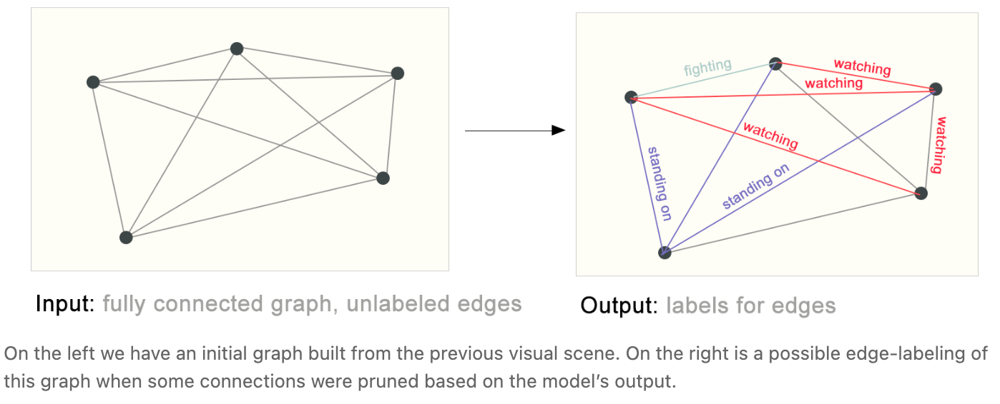 fighting
watching
watching
watching
watching
standing on
standing on
Input: fully connected graph, unlabeled edges
Output: labels for edges
On the left we have an initial graph built from the previous visual scene. On the right is a possible edge-labeling of
this graph when some connections were pruned based on the model’s output.